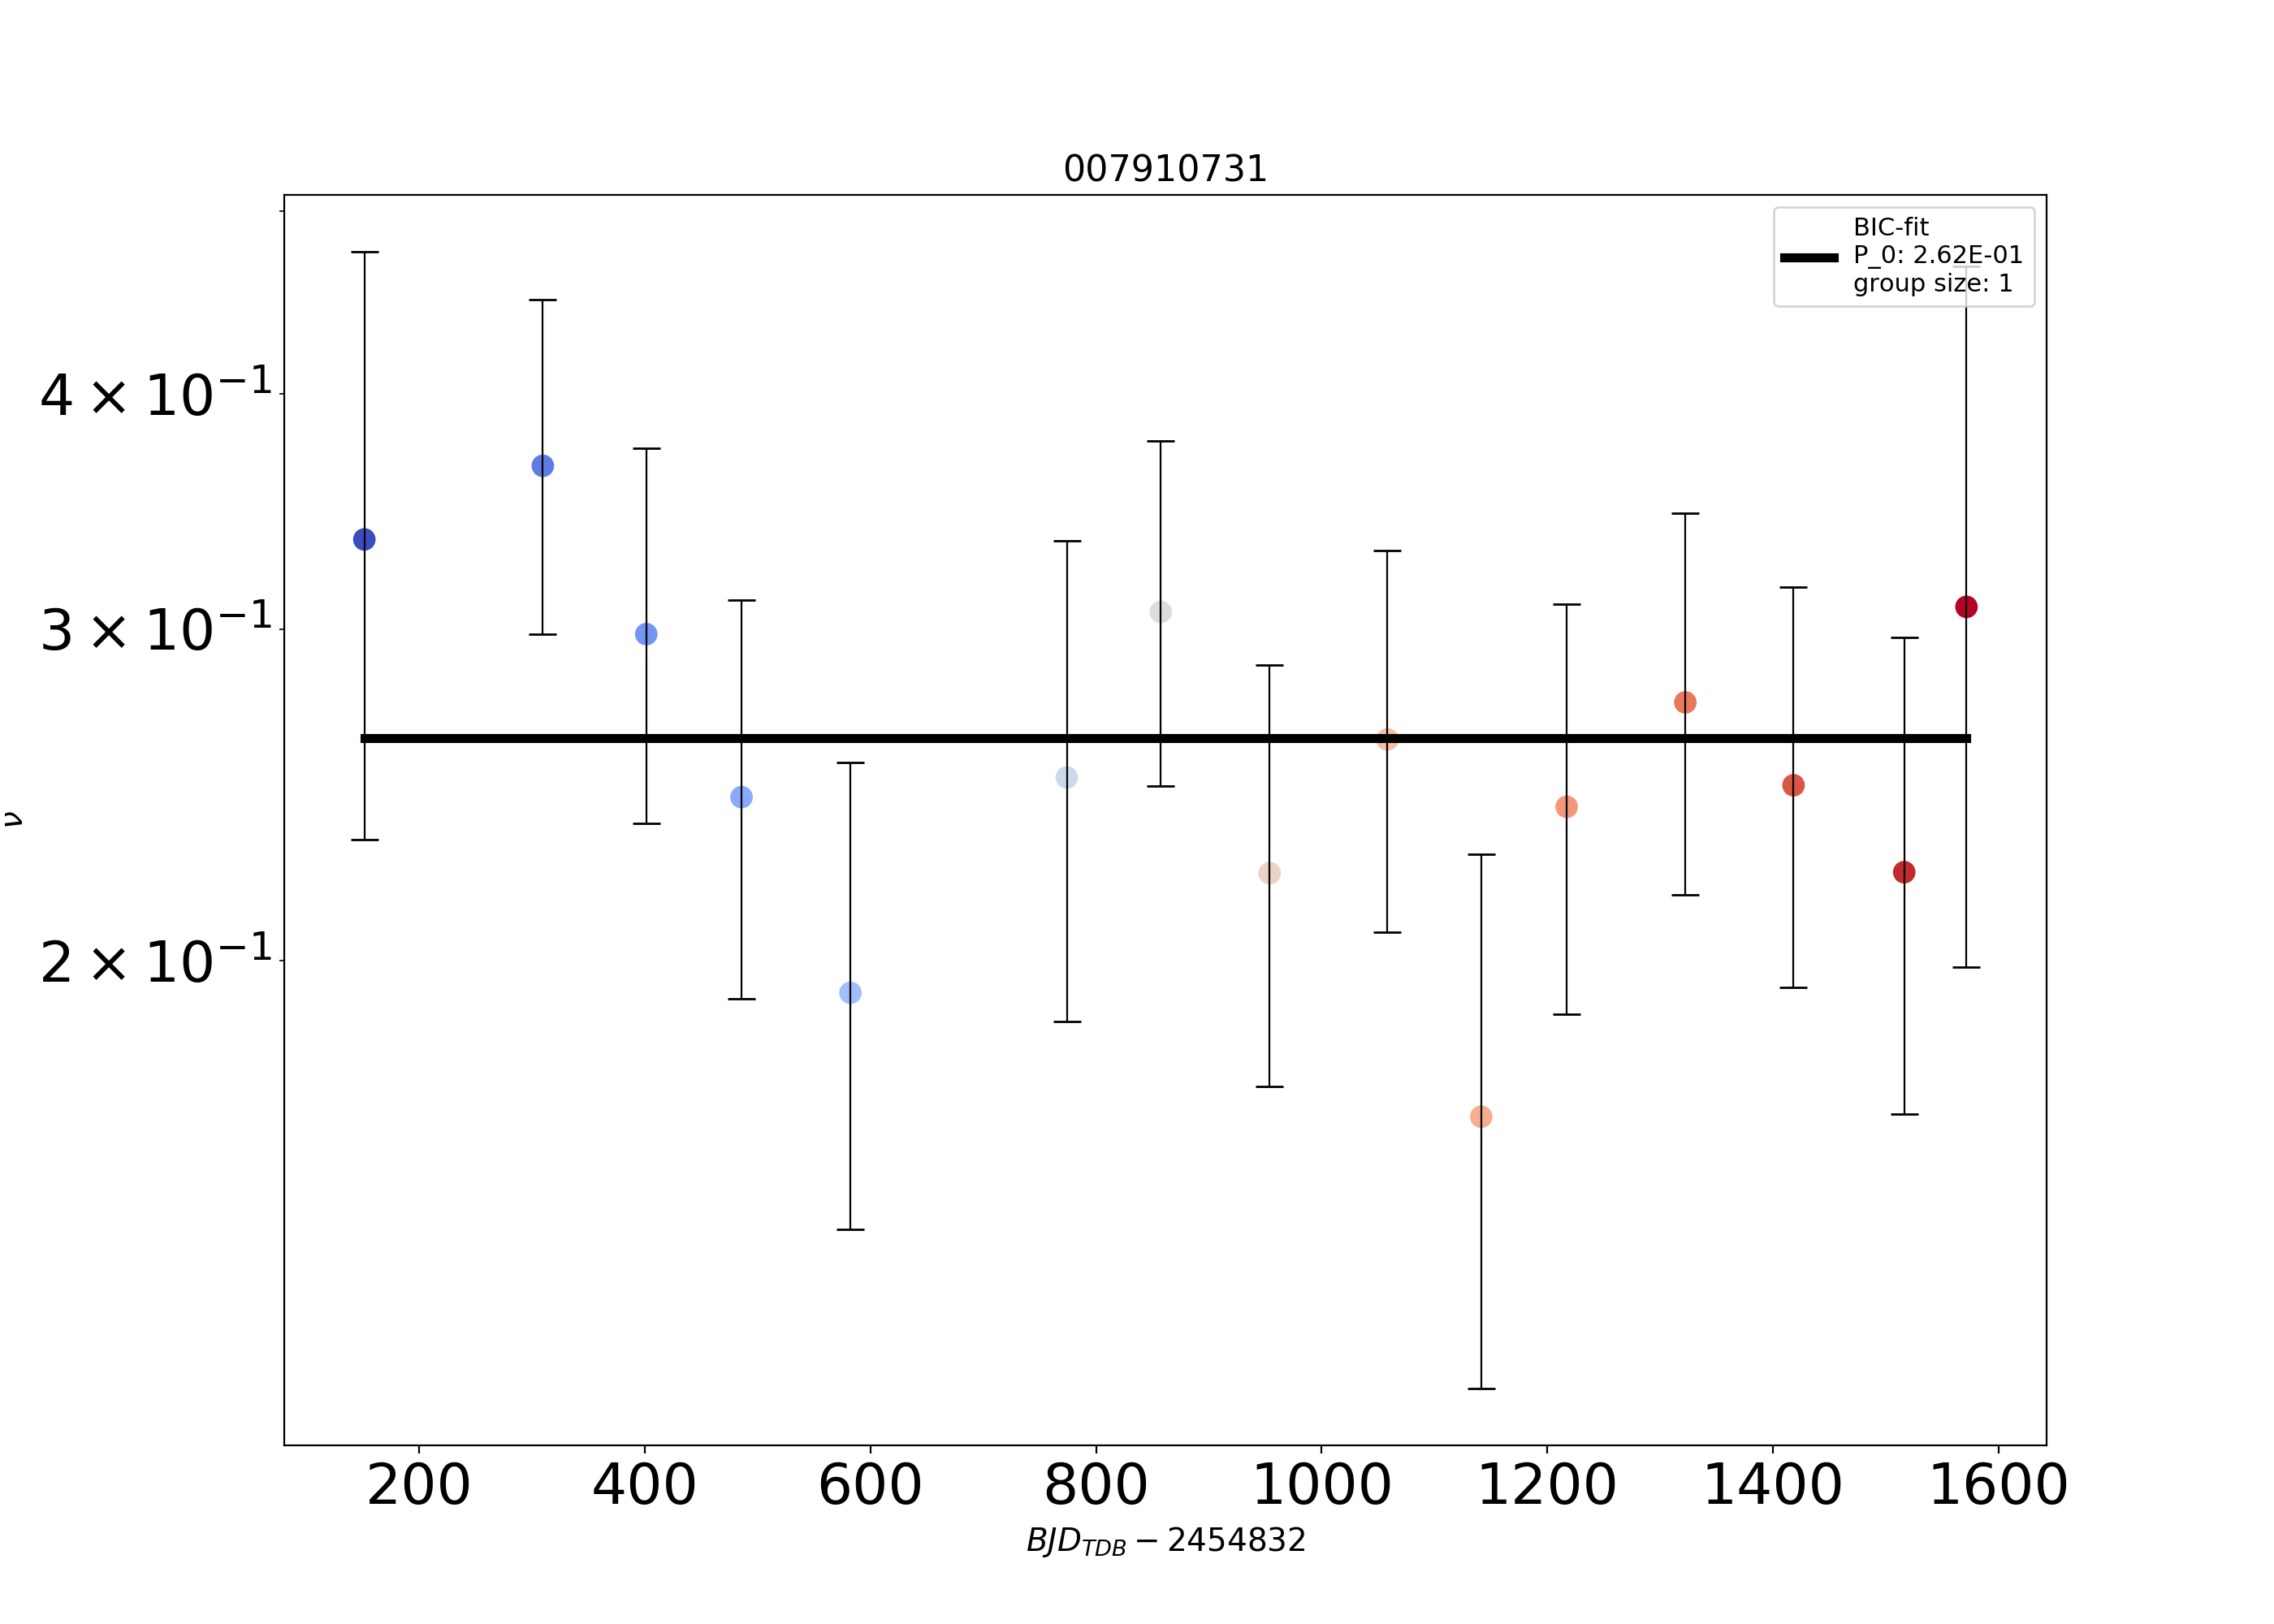 007910731
BIC-fit
P_0: 2.62E-01
group size: 1
4 × 10⁻¹
3 × 10⁻¹
2 × 10⁻¹
ν
200 400 600 800 1000 1200 1400 1600
BJD_TDB − 2454832